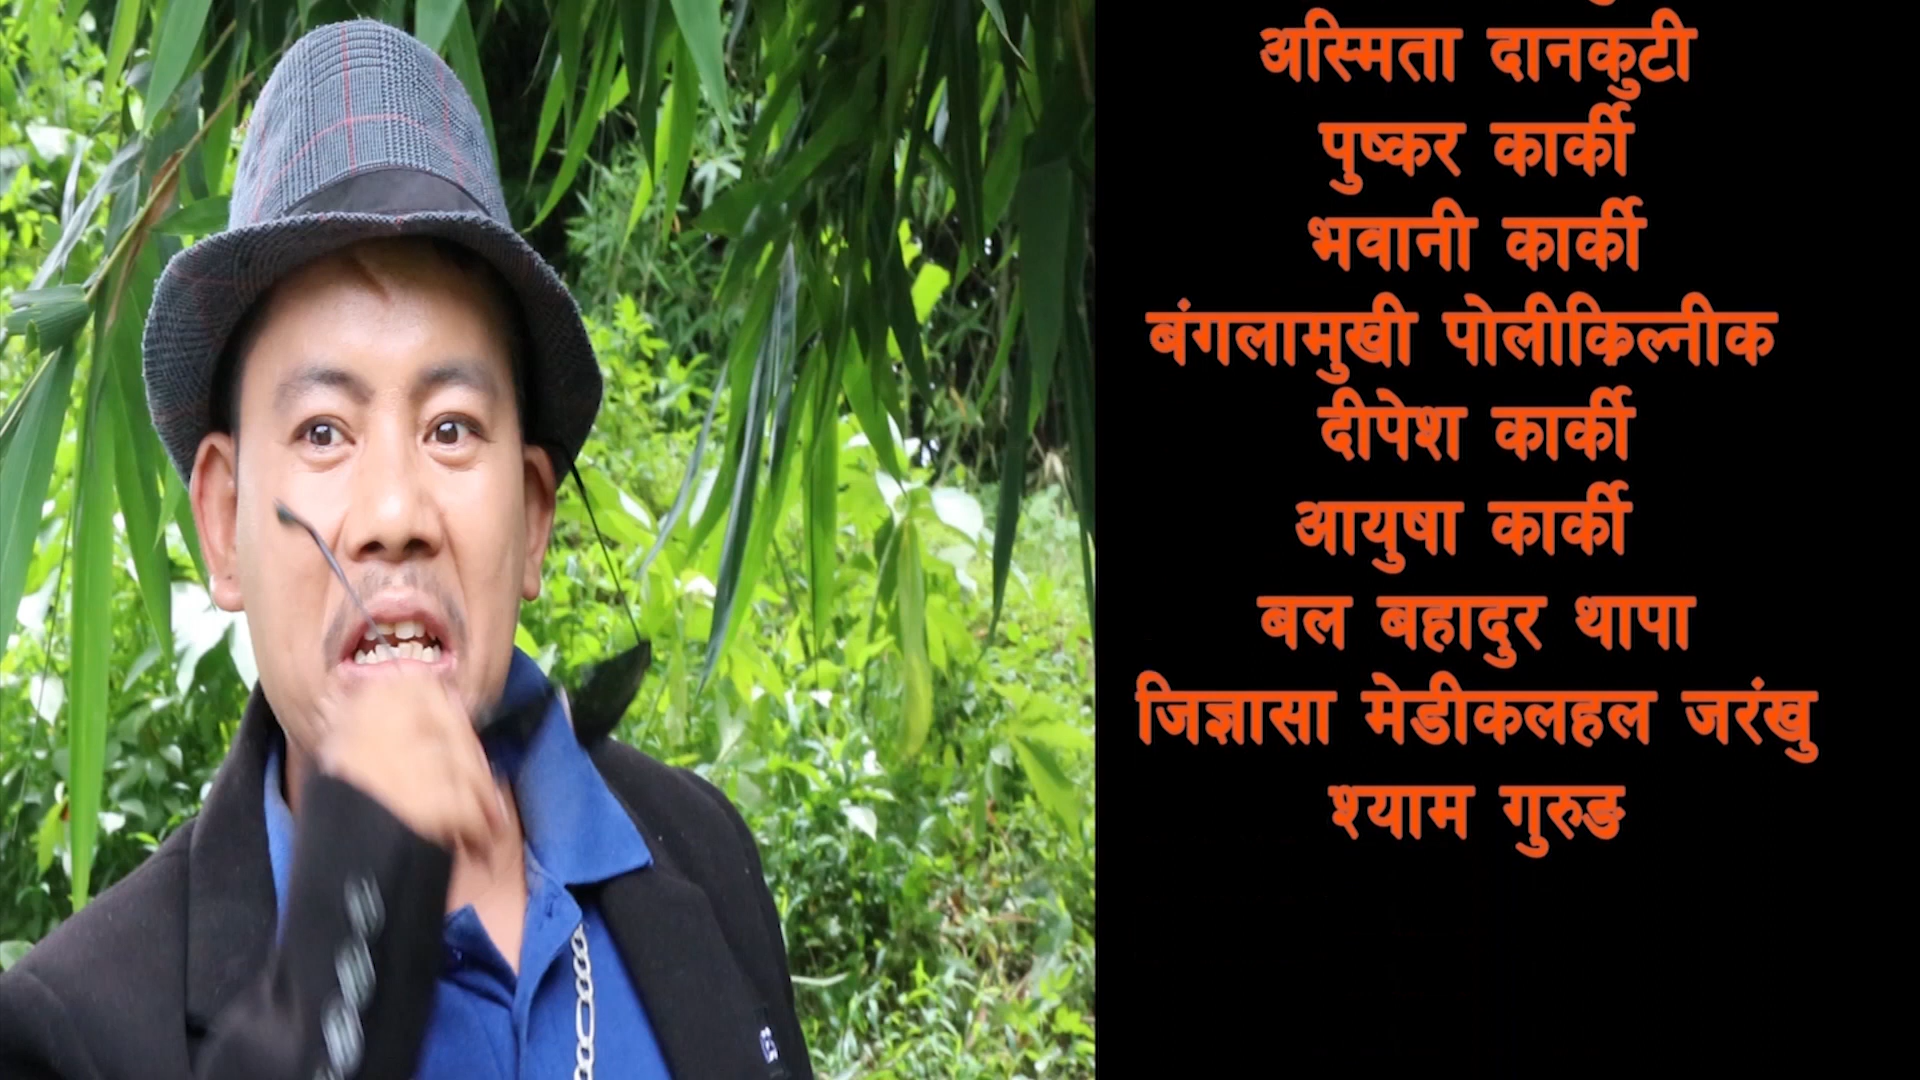 अस्मिता दानकुटी
पुष्कर कार्की
भवानी कार्की
बंगलामुखी पोलीकिल्नीक
दीपेश कार्की
आयुषा कार्की
बल बहादुर थापा
जिज्ञासा मेडीकलहल जरंखु
श्याम गुरुङ